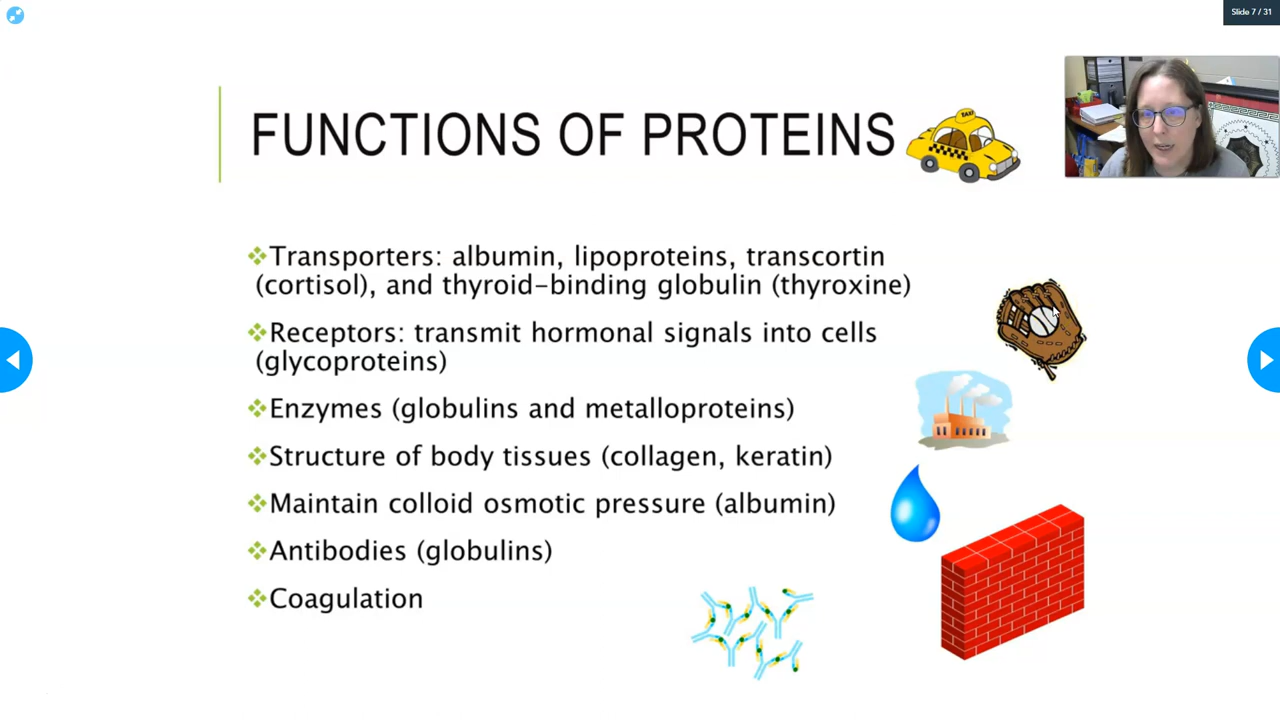 Slide 7 / 31
FUNCTIONS OF PROTEINS
TAXI
Transporters: albumin, lipoproteins, transcortin
(cortisol), and thyroid-binding globulin (thyroxine)
Receptors: transmit hormonal signals into cells
(glycoproteins)
Enzymes (globulins and metalloproteins)
Structure of body tissues (collagen, keratin)
Maintain colloid osmotic pressure (albumin)
Antibodies (globulins)
Coagulation